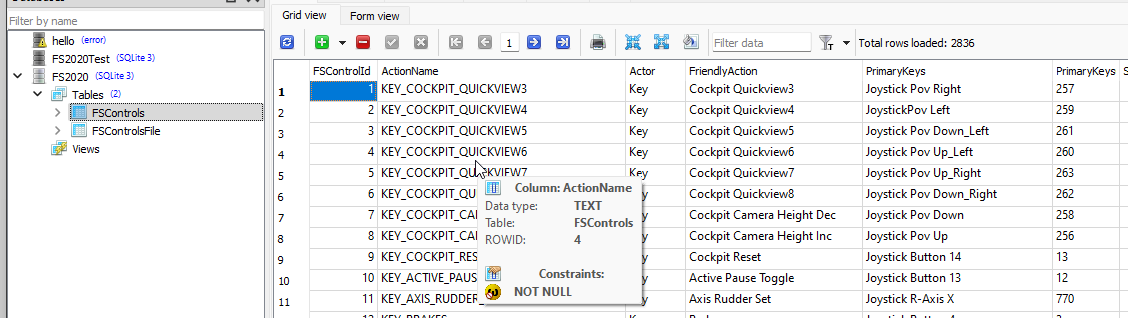 Filter by name
hello (error)
FS2020Test (SQLite 3)
FS2020 (SQLite 3)
Tables (2)
FSControls
FSControlsFile
Views
Grid view Form view
1 Filter data Total rows loaded: 2836
FSControlId ActionName Actor FriendlyAction PrimaryKeys PrimaryKeys S
1 1 KEY_COCKPIT_QUICKVIEW3 Key Cockpit Quickview3 Joystick Pov Right 257
2 2 KEY_COCKPIT_QUICKVIEW4 Key Cockpit Quickview4 JoystickPov Left 259
3 3 KEY_COCKPIT_QUICKVIEW5 Key Cockpit Quickview5 Joystick Pov Down_Left 261
4 4 KEY_COCKPIT_QUICKVIEW6 Key Cockpit Quickview6 Joystick Pov Up_Left 260
5 5 KEY_COCKPIT_QUICKVIEW7 Key Cockpit Quickview7 Joystick Pov Up_Right 263
6 6 KEY_COCKPIT_QU Cockpit Quickview8 Joystick Pov Down_Right 262
7 7 KEY_COCKPIT_CA Cockpit Camera Height Dec Joystick Pov Down 258
8 8 KEY_COCKPIT_CA Cockpit Camera Height Inc Joystick Pov Up 256
9 9 KEY_COCKPIT_RES Cockpit Reset Joystick Button 14 13
10 10 KEY_ACTIVE_PAUS Active Pause Toggle Joystick Button 13 12
11 11 KEY_AXIS_RUDDER_ Axis Rudder Set Joystick R-Axis X 770
Column: ActionName
Data type: TEXT
Table: FSControls
ROWID: 4
Constraints:
NOT NULL